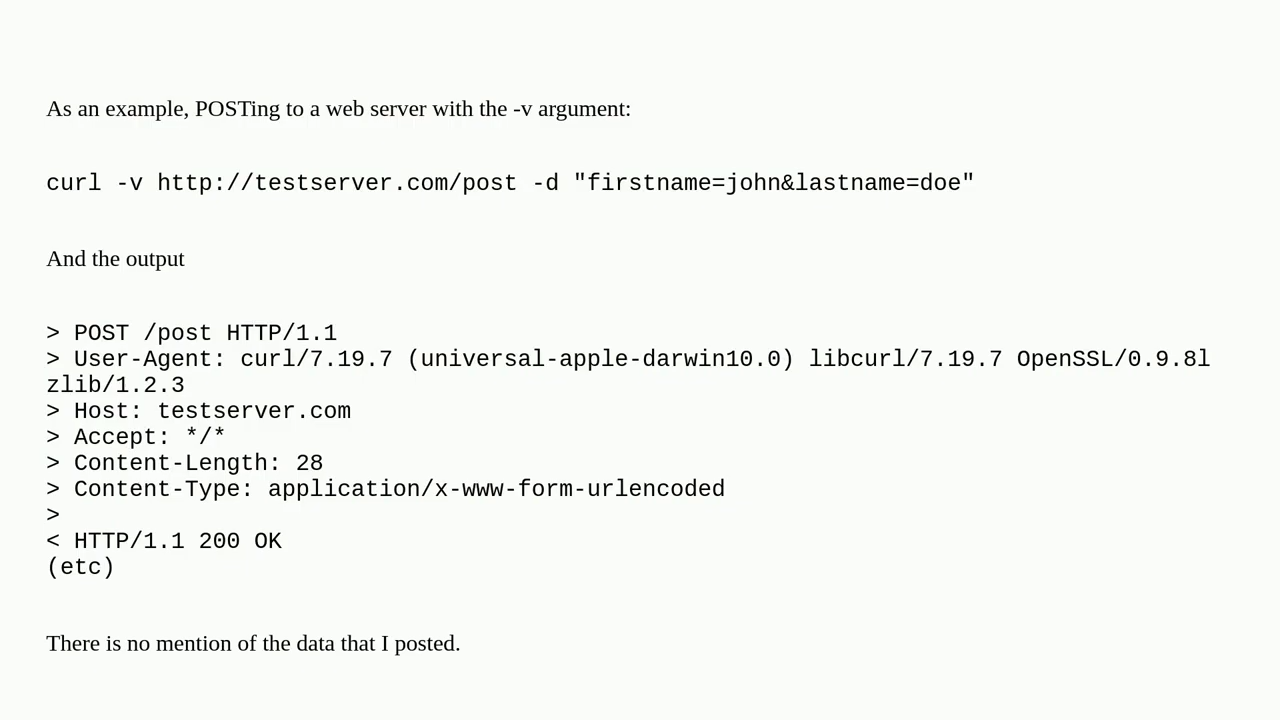 As an example, POSTing to a web server with the -v argument:
curl -v http://testserver.com/post -d "firstname=john&lastname=doe"
And the output
> POST /post HTTP/1.1
> User-Agent: curl/7.19.7 (universal-apple-darwin10.0) libcurl/7.19.7 OpenSSL/0.9.8l
zlib/1.2.3
> Host: testserver.com
> Accept: */*
> Content-Length: 28
> Content-Type: application/x-www-form-urlencoded
>
< HTTP/1.1 200 OK
(etc)
There is no mention of the data that I posted.